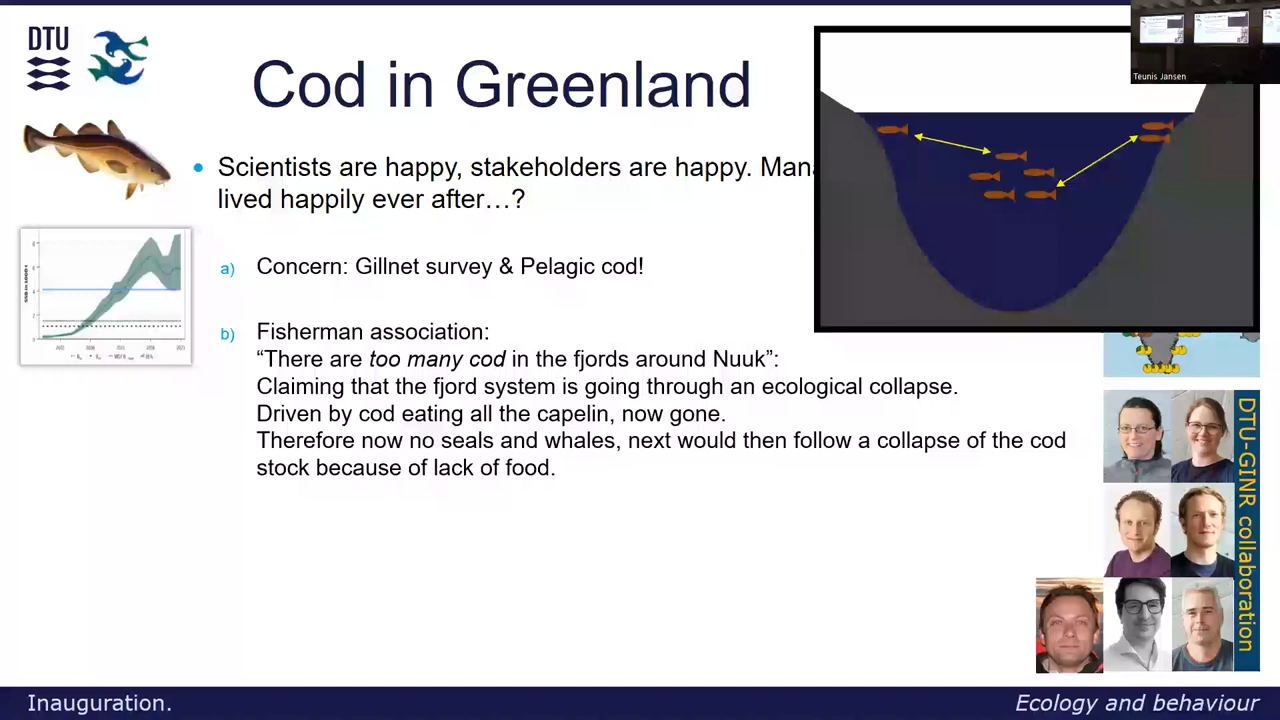 DTU
Cod in Greenland
Teunis Jansen
Scientists are happy, stakeholders are happy.
lived happily ever after…?
a) Concern: Gillnet survey & Pelagic cod!
b) Fisherman association:
“There are too many cod in the fjords around Nuuk”:
Claiming that the fjord system is going through an ecological collapse.
Driven by cod eating all the capelin, now gone.
Therefore now no seals and whales, next would then follow a collapse of the cod
stock because of lack of food.
DTU-GINR collaboration
Inauguration.
Ecology and behaviour